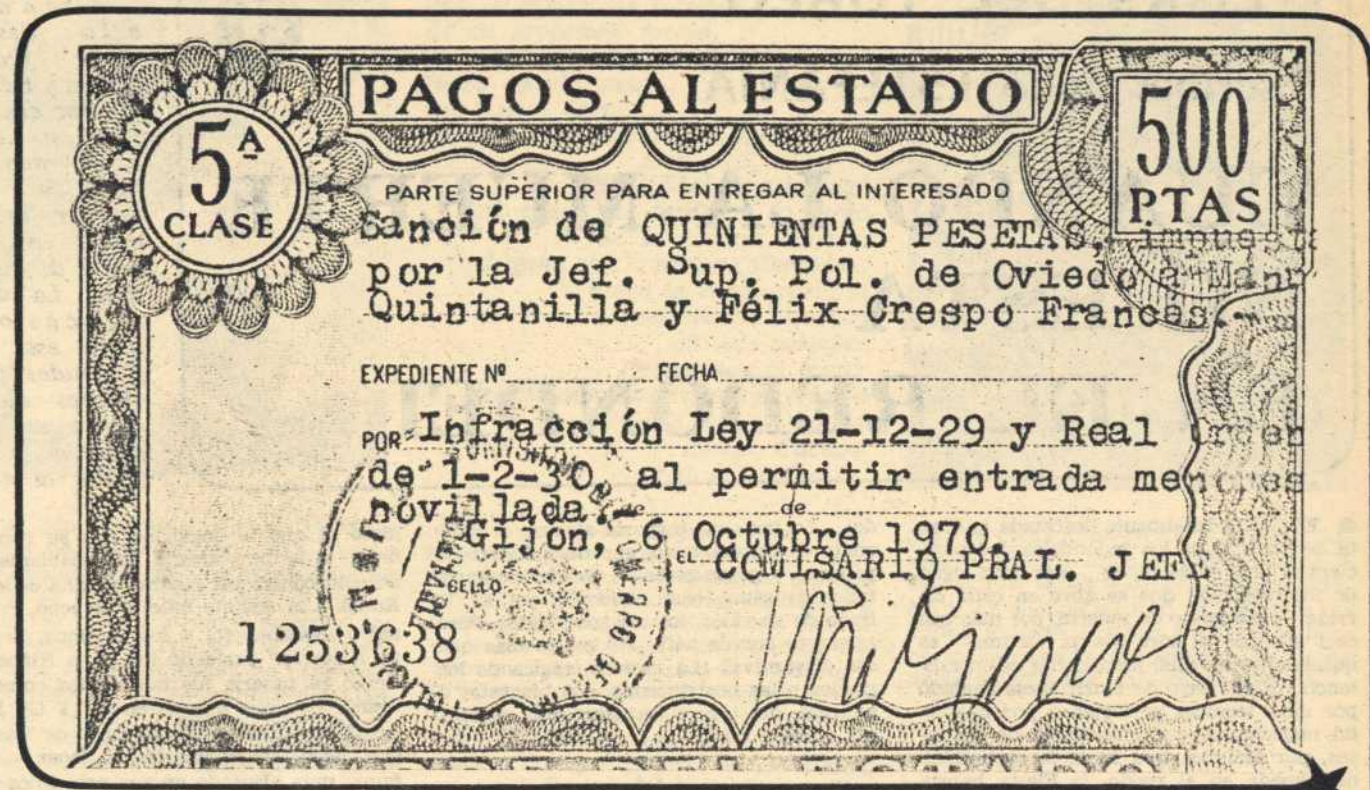 PAGOS AL ESTADO
5ª
CLASE
500
PTAS
PARTE SUPERIOR PARA ENTREGAR AL INTERESADO
Sanción de QUINIENTAS PESETAS,
por la Jef. Sup. Pol. de Oviedo a
Quintanilla y Félix Crespo Francés.-
EXPEDIENTE Nº FECHA
POR Infracción Ley 21-12-29 y Real
de 1-2-30, al permitir entrada menores
novillada.- de
Gijón, 6 Octubre 1970.
EL COMISARIO PRAL. JEFE
SELLO
1253638